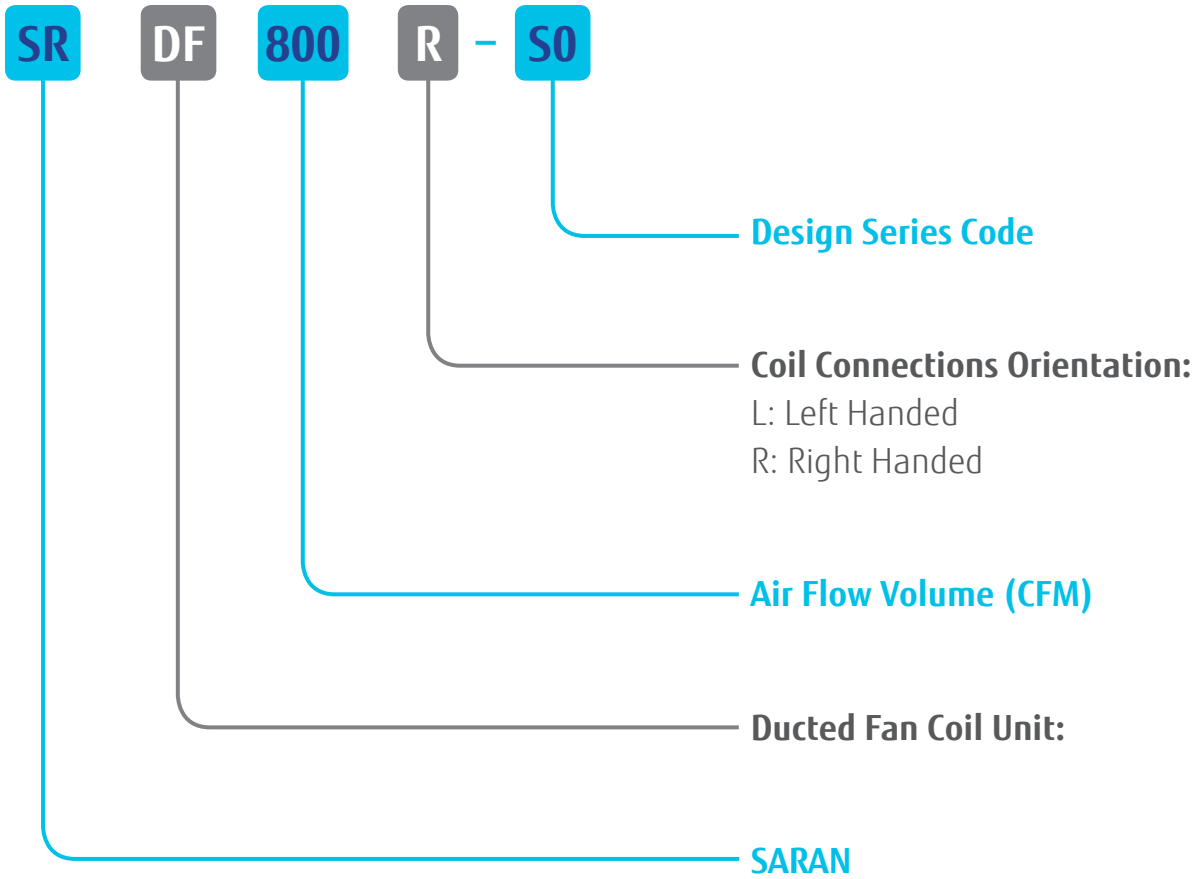 SR DF 800 R - S0
Design Series Code
Coil Connections Orientation:
L: Left Handed
R: Right Handed
Air Flow Volume (CFM)
Ducted Fan Coil Unit:
SARAN